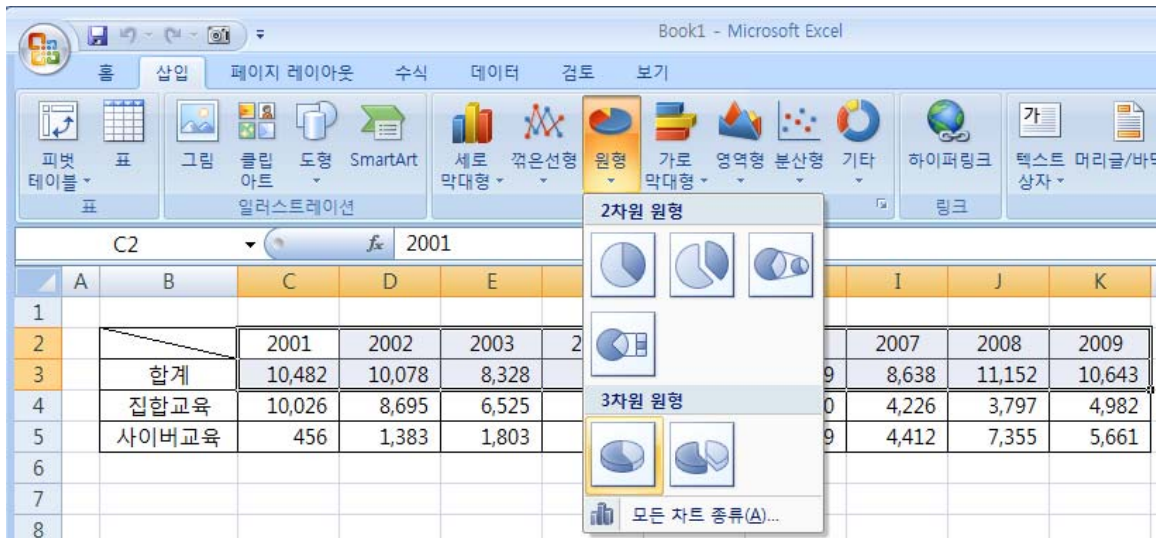 Book1 - Microsoft Excel
홈 삽입 페이지 레이아웃 수식 데이터 검토 보기
피벗 테이블 표 그림 클립 아트 도형 SmartArt 세로 막대형 꺾은선형 원형 가로 막대형 영역형 분산형 기타 하이퍼링크 텍스트 상자 머리글/바닥
표 일러스트레이션 링크
2차원 원형
C2 fx 2001
A B C D E I J K
1
2 2001 2002 2003 2 2007 2008 2009
3 합계 10,482 10,078 8,328 9 8,638 11,152 10,643
3차원 원형
4 집합교육 10,026 8,695 6,525 0 4,226 3,797 4,982
5 사이버교육 456 1,383 1,803 9 4,412 7,355 5,661
6
7
모든 차트 종류(A)...
8